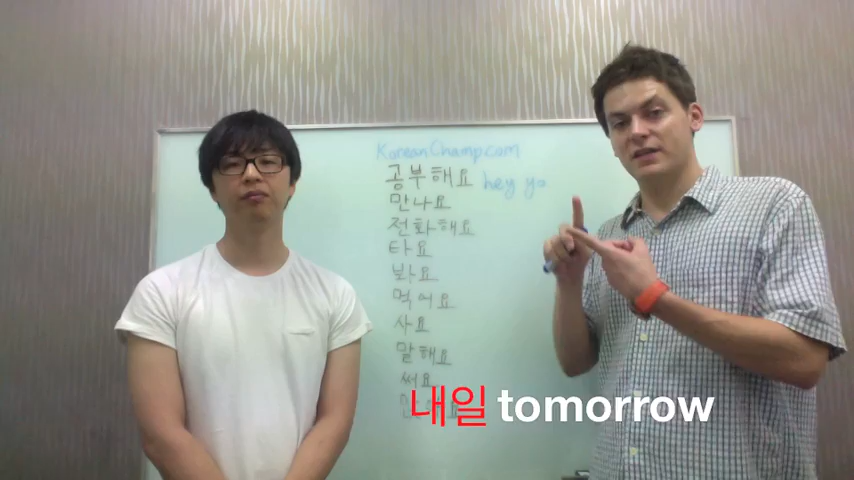 KoreanChamp.com
공부해요 hey yo
만나요
전화해요
타요
봐요
먹어요
사요
말해요
써요
내일 tomorrow